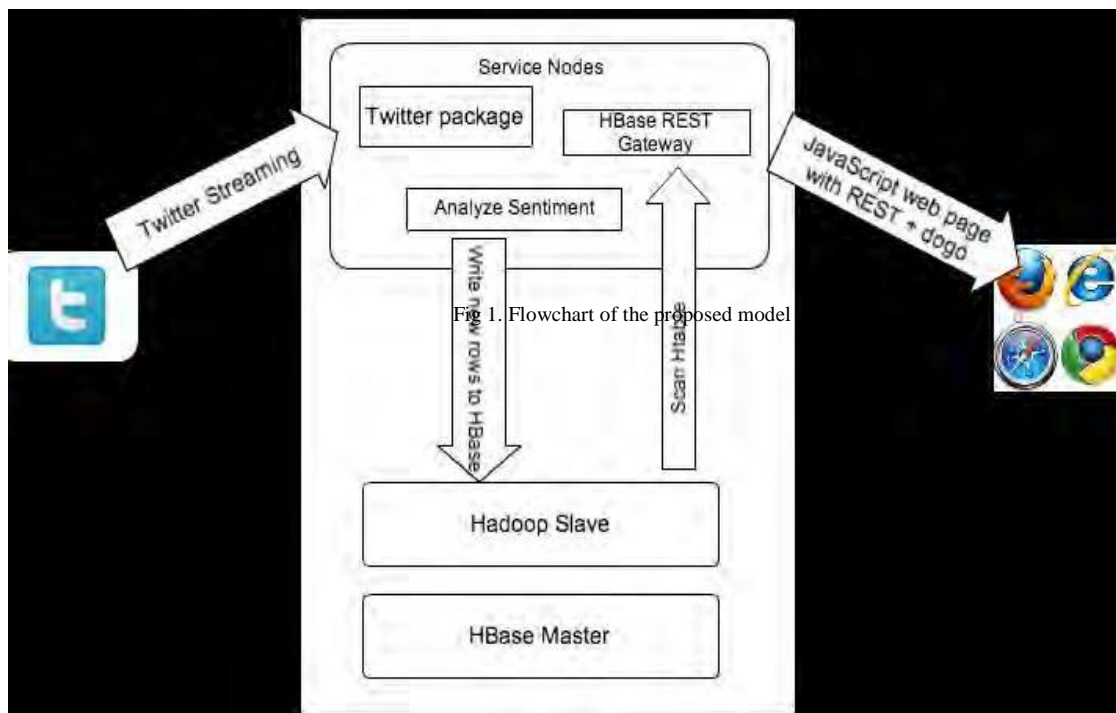 Service Nodes
Twitter package
HBase REST
Gateway
Analyze Sentiment
Twitter Streaming
JavaScript web page
with REST + dogo
Write new rows to HBase
Scan Htable
Fig 1. Flowchart of the proposed model
Hadoop Slave
HBase Master